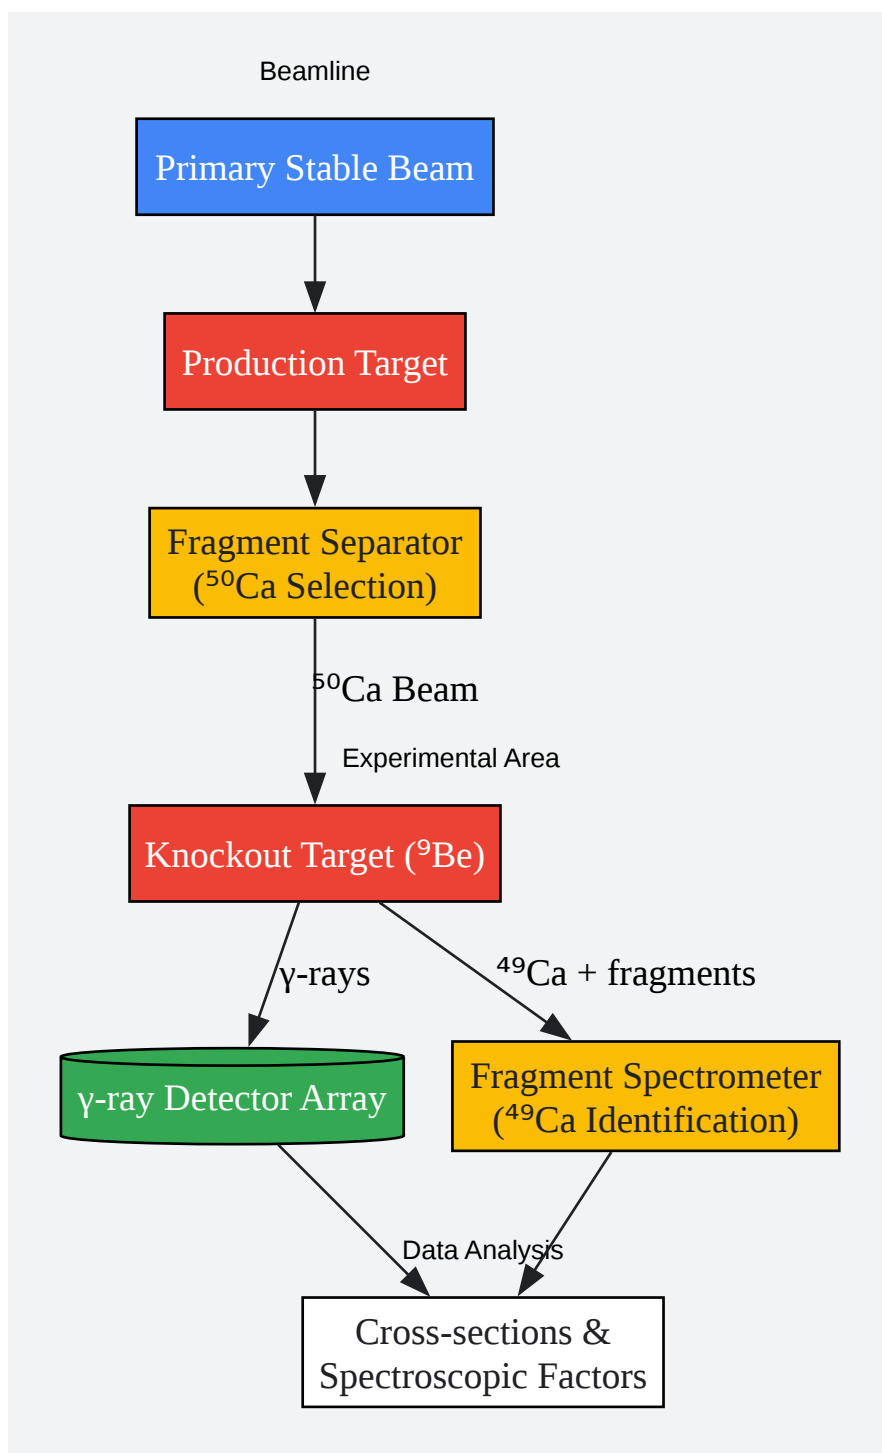 Beamline
Primary Stable Beam
Production Target
Fragment Separator
(⁵⁰Ca Selection)
⁵⁰Ca Beam
Experimental Area
Knockout Target (⁹Be)
γ-rays
⁴⁹Ca + fragments
γ-ray Detector Array
Fragment Spectrometer
(⁴⁹Ca Identification)
Data Analysis
Cross-sections &
Spectroscopic Factors